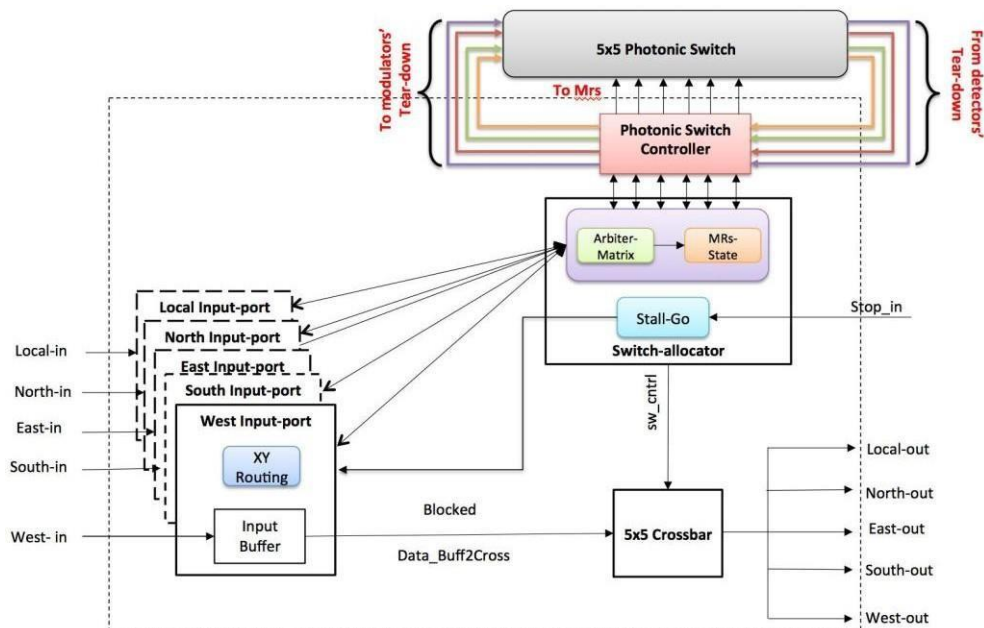 5x5 Photonic Switch
To modulators'
Tear-down
From detectors'
Tear-down
To Mrs
Photonic Switch
Controller
Arbiter-
Matrix
MRs-
State
Stall-Go
Switch-allocator
Stop_in
Local Input-port
North Input-port
East Input-port
South Input-port
West Input-port
XY
Routing
Input
Buffer
Local-in
North-in
East-in
South-in
West- in
sw_cntrl
Blocked
Data_Buff2Cross
5x5 Crossbar
Local-out
North-out
East-out
South-out
West-out